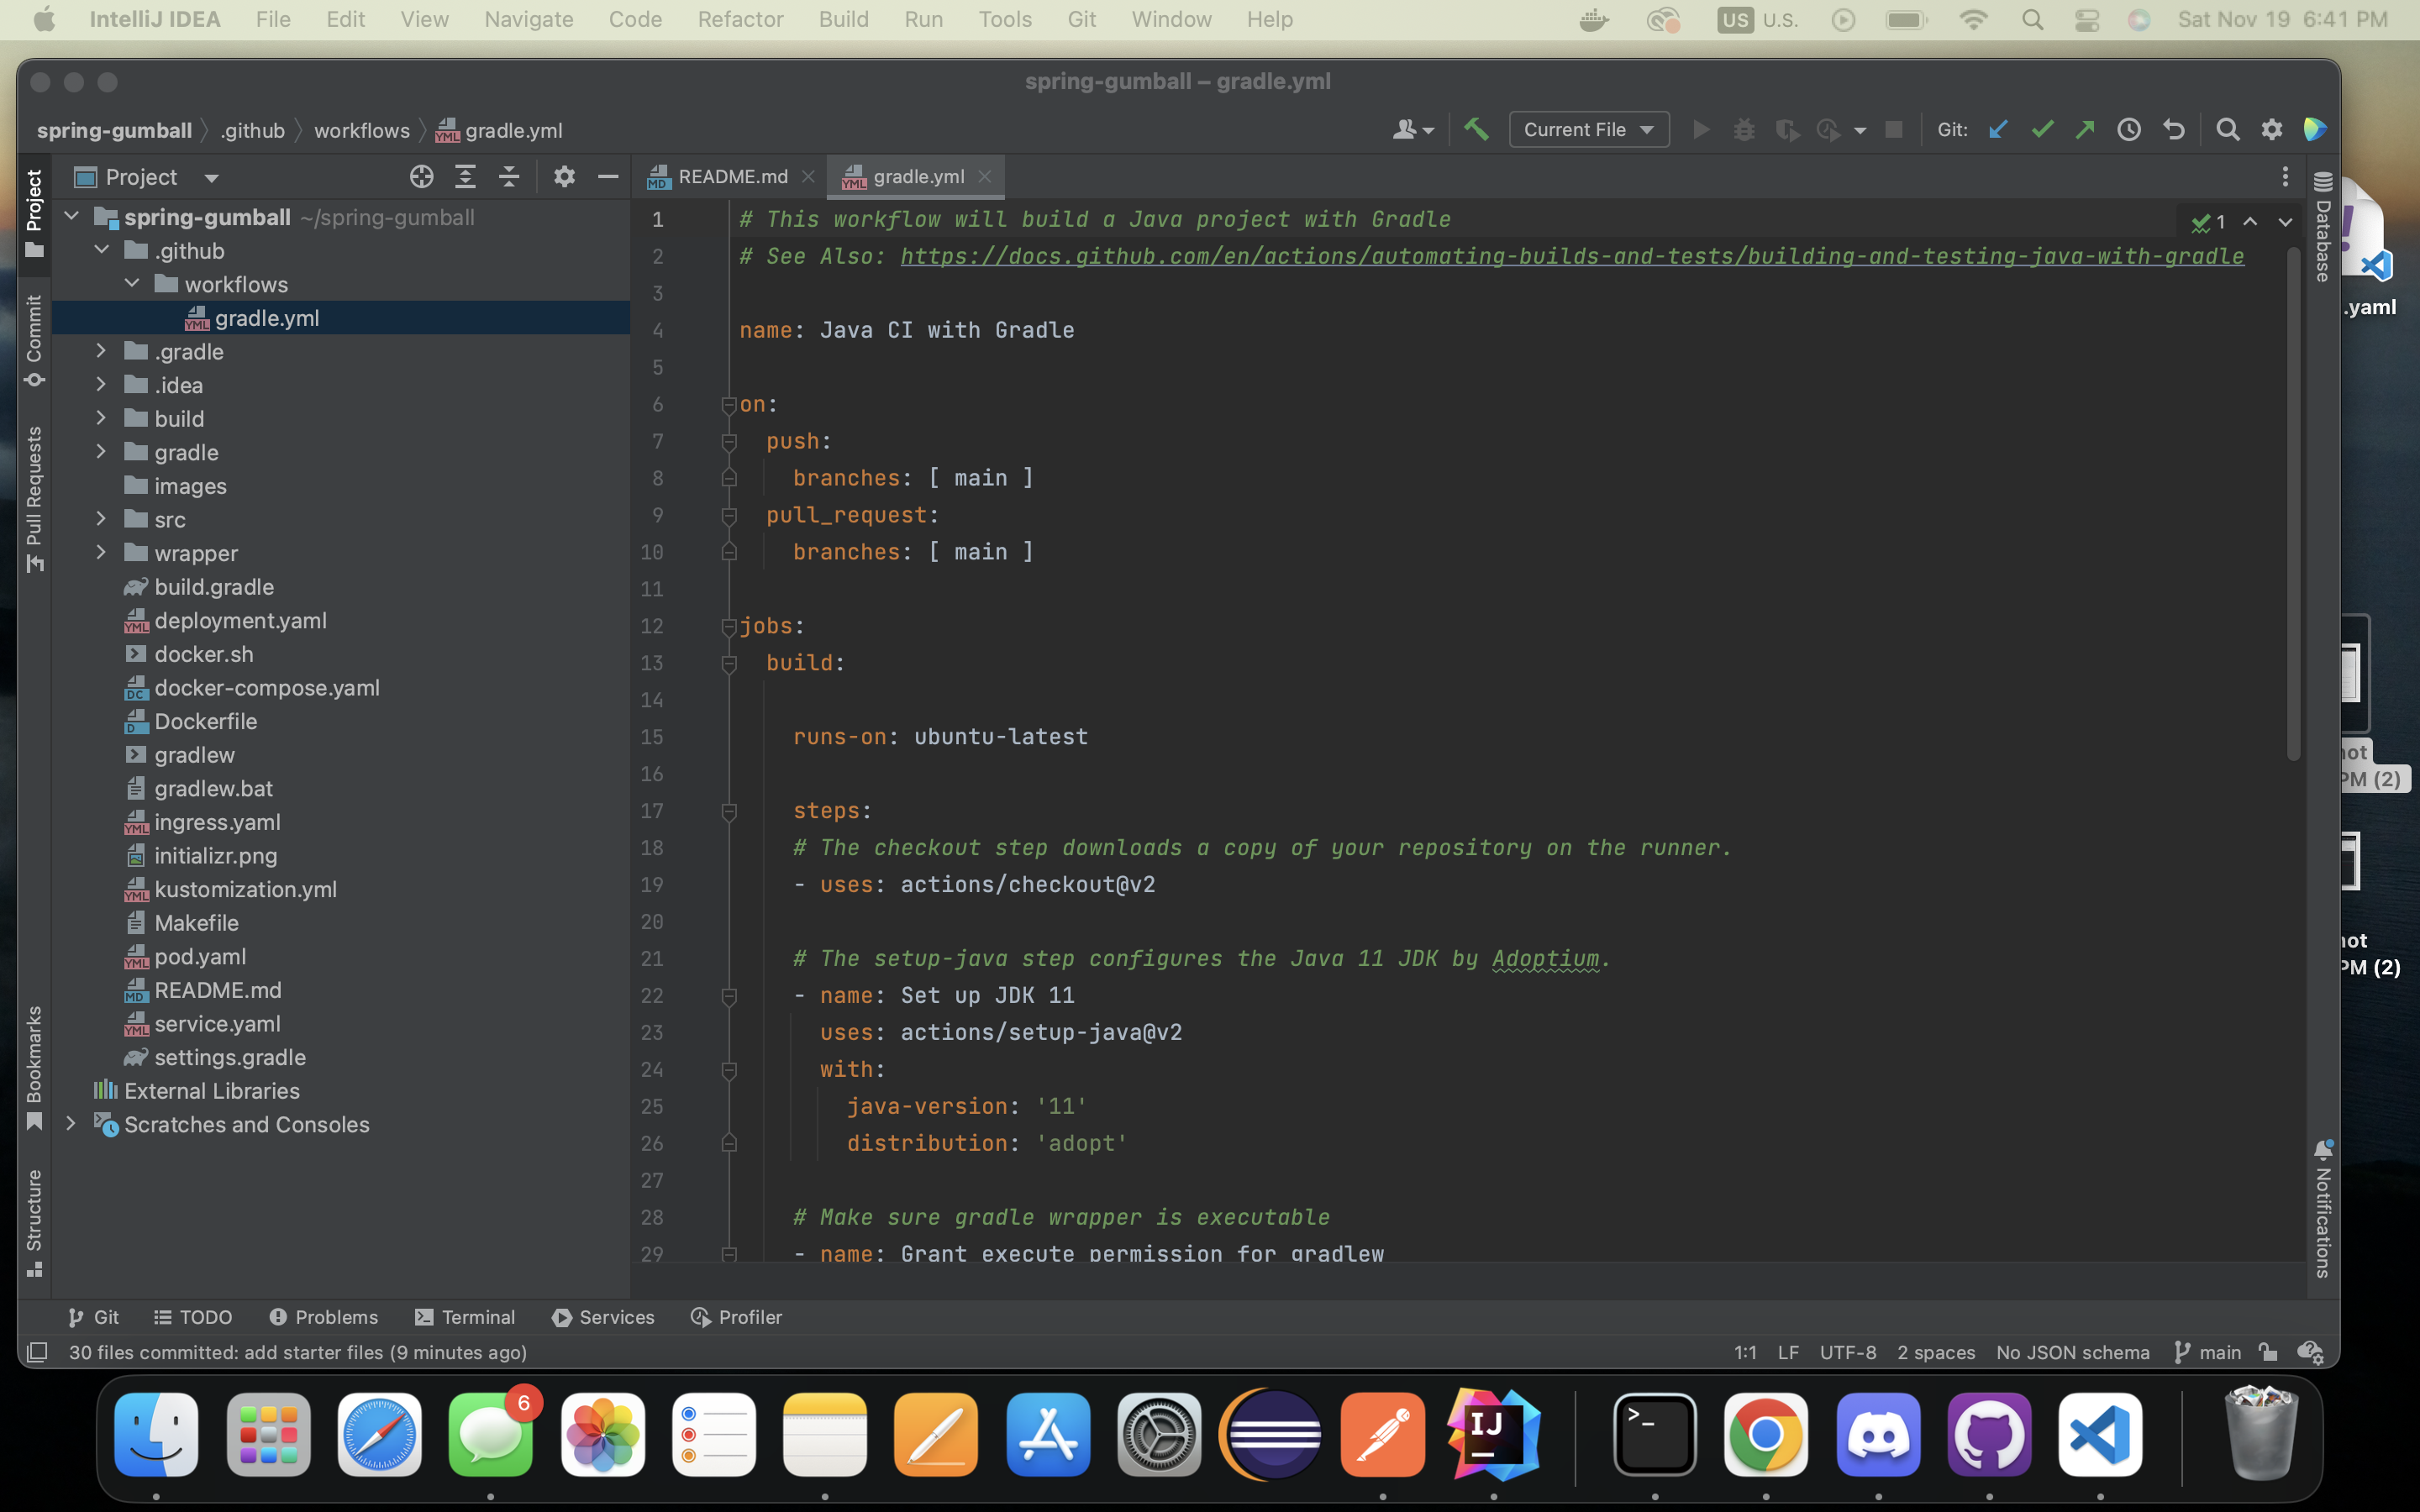 IntelliJ IDEA File Edit View Navigate Code Refactor Build Run Tools Git Window Help US U.S. Sat Nov 19 6:41 PM
spring-gumball – gradle.yml
spring-gumball .github workflows gradle.yml Current File Git:
Project README.md gradle.yml
Project
Commit
Pull Requests
Bookmarks
Structure
spring-gumball ~/spring-gumball
.github
workflows
gradle.yml
.gradle
.idea
build
gradle
images
src
wrapper
build.gradle
deployment.yaml
docker.sh
docker-compose.yaml
Dockerfile
gradlew
gradlew.bat
ingress.yaml
initializr.png
kustomization.yml
Makefile
pod.yaml
README.md
service.yaml
settings.gradle
External Libraries
Scratches and Consoles
1 # This workflow will build a Java project with Gradle
2 # See Also: https://docs.github.com/en/actions/automating-builds-and-tests/building-and-testing-java-with-gradle
3
4 name: Java CI with Gradle
5
6 on:
7 push:
8 branches: [ main ]
9 pull_request:
10 branches: [ main ]
11
12 jobs:
13 build:
14
15 runs-on: ubuntu-latest
16
17 steps:
18 # The checkout step downloads a copy of your repository on the runner.
19 - uses: actions/checkout@v2
20
21 # The setup-java step configures the Java 11 JDK by Adoptium.
22 - name: Set up JDK 11
23 uses: actions/setup-java@v2
24 with:
25 java-version: '11'
26 distribution: 'adopt'
27
28 # Make sure gradle wrapper is executable
29 - name: Grant execute permission for gradlew
1
Database
Notifications
.yaml
PM (2)
PM (2)
Git TODO Problems Terminal Services Profiler
30 files committed: add starter files (9 minutes ago) 1:1 LF UTF-8 2 spaces No JSON schema main
6
IJ